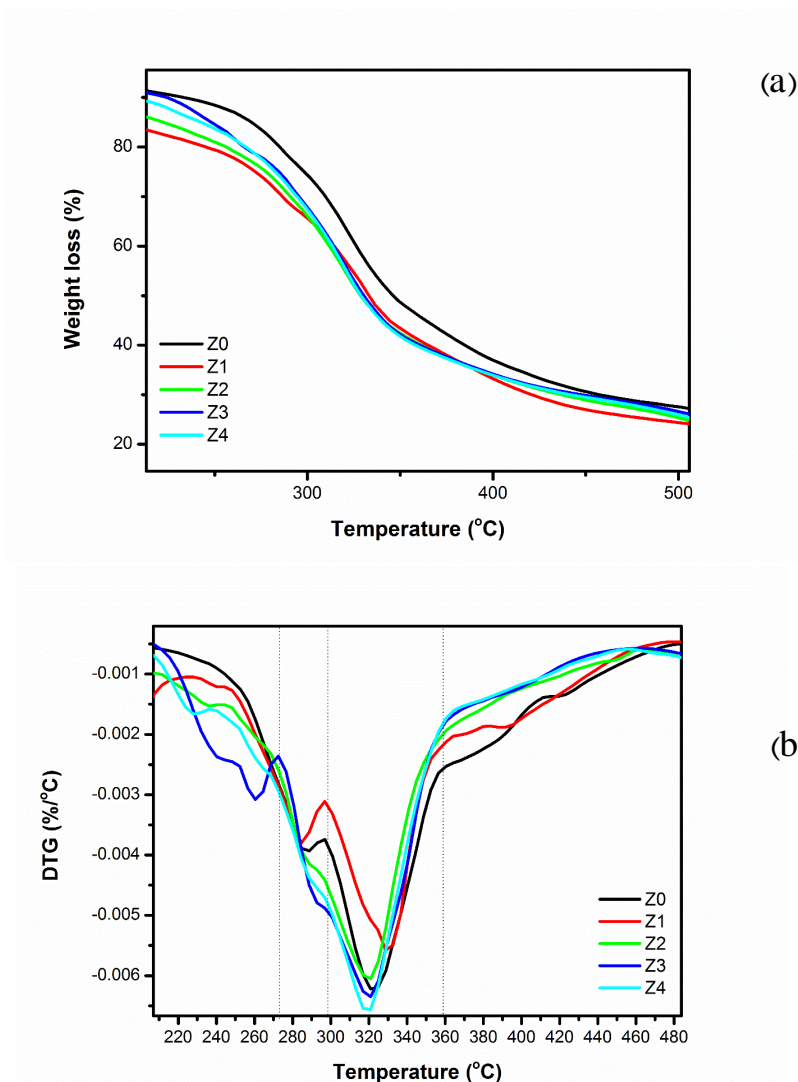 (a)
80
60
40
20
Weight loss (%)
Z0
Z1
Z2
Z3
Z4
300
400
500
Temperature (°C)
-0.001
-0.002
-0.003
-0.004
-0.005
-0.006
DTG (%/°C)
(b
Z0
Z1
Z2
Z3
Z4
220 240 260 280 300 320 340 360 380 400 420 440 460 480
Temperature (°C)